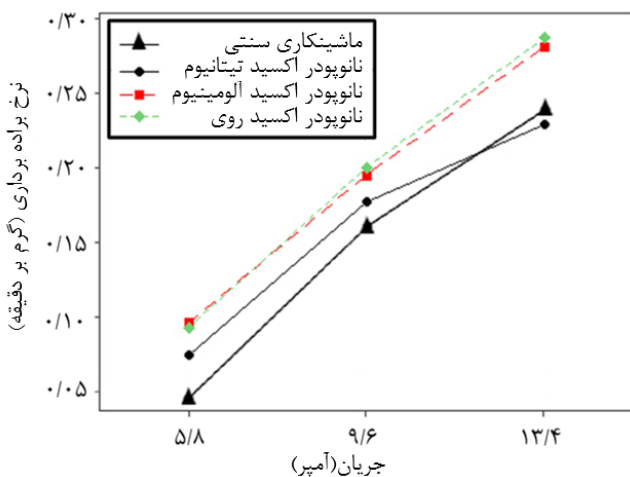 ماشینکاری سنتی
نانوپودر اکسید تیتانیوم
نانوپودر اکسید آلومینیوم
نانوپودر اکسید روی
نرخ براده برداری (گرم بر دقیقه)
۰/۳۰
۰/۲۵
۰/۲۰
۰/۱۵
۰/۱۰
۰/۰۵
۵/۸
۹/۶
۱۳/۴
جریان(آمپر)